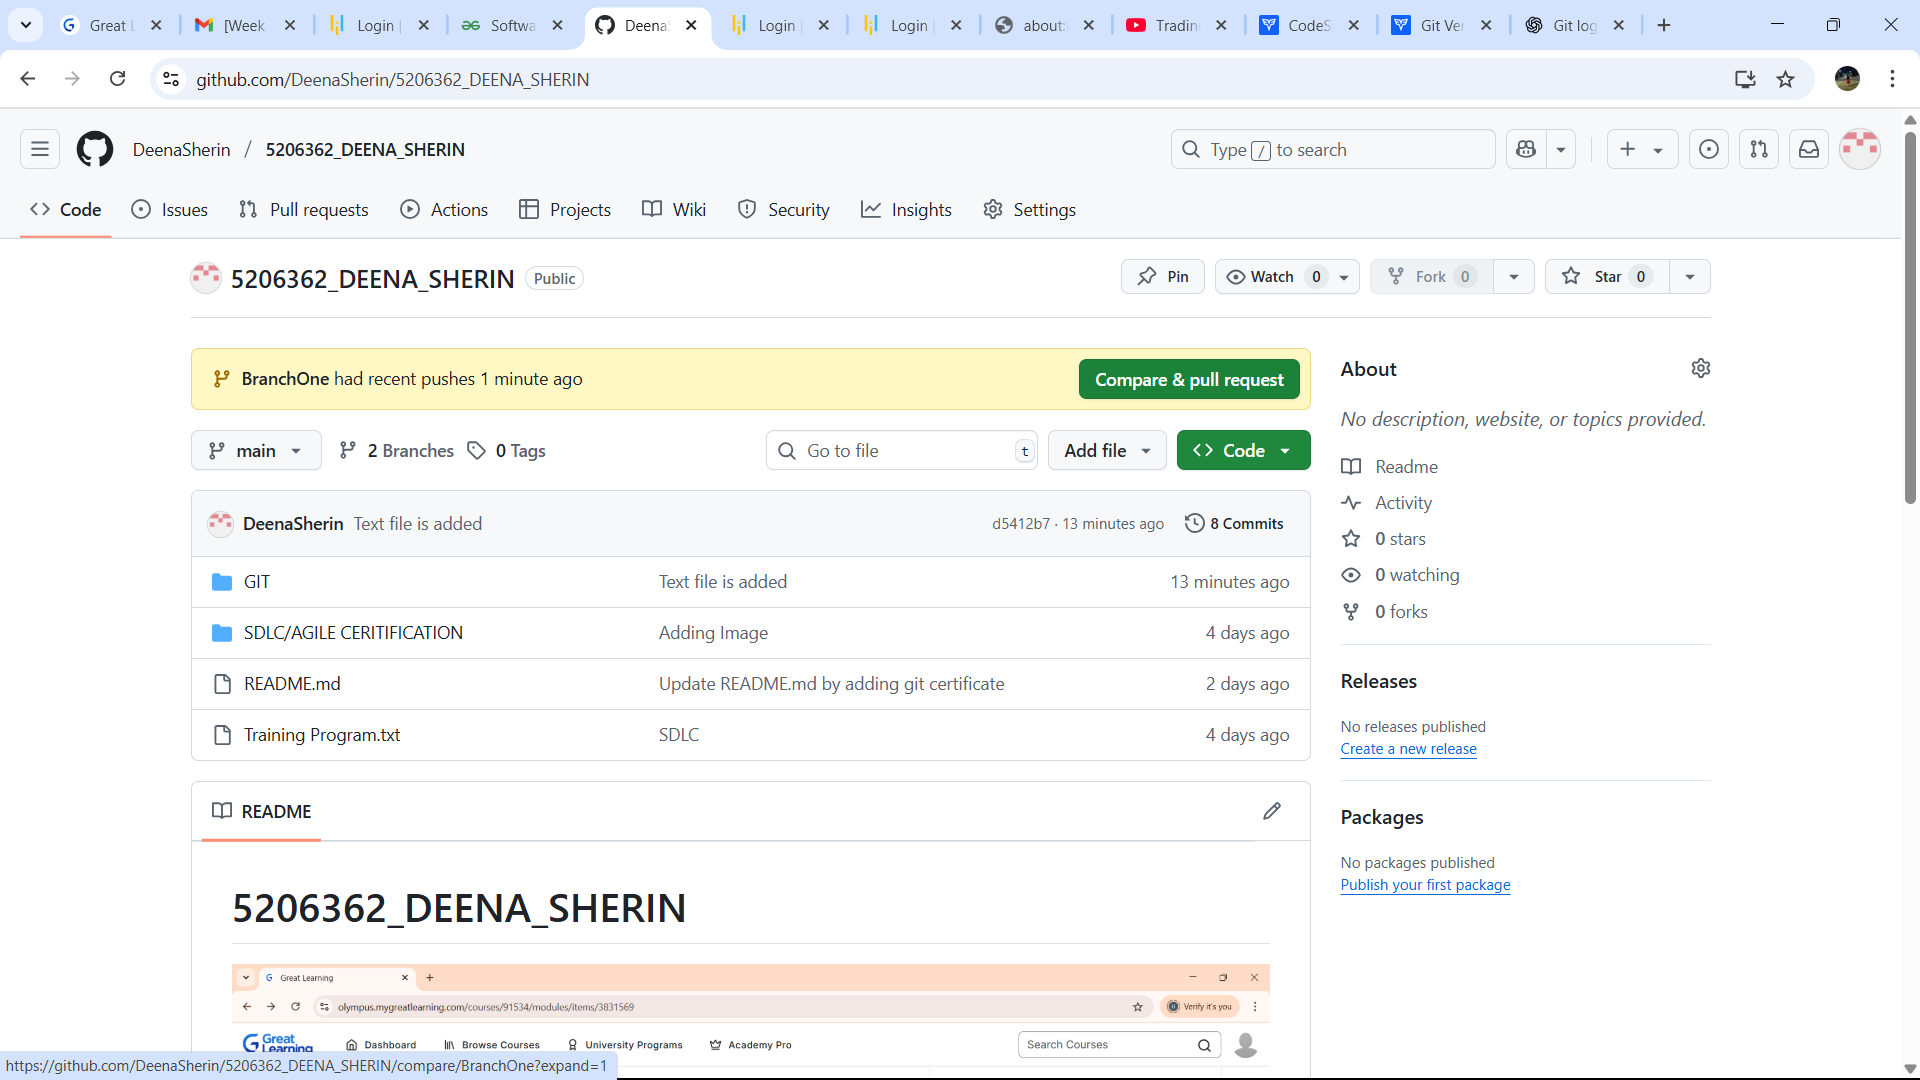 Great L
[Week
Login |
Softwa
DeenaS
Login |
Login |
about:
Tradin
CodeS
Git Ver
Git log
github.com/DeenaSherin/5206362_DEENA_SHERIN
DeenaSherin / 5206362_DEENA_SHERIN
Type / to search
Code
Issues
Pull requests
Actions
Projects
Wiki
Security
Insights
Settings
5206362_DEENA_SHERIN Public
Pin
Watch 0
Fork 0
Star 0
BranchOne had recent pushes 1 minute ago
Compare & pull request
main
2 Branches
0 Tags
Go to file
t
Add file
Code
DeenaSherin Text file is added
d5412b7 · 13 minutes ago
8 Commits
GIT
Text file is added
13 minutes ago
SDLC/AGILE CERITIFICATION
Adding Image
4 days ago
README.md
Update README.md by adding git certificate
2 days ago
Training Program.txt
SDLC
4 days ago
README
5206362_DEENA_SHERIN
Great Learning
olympus.mygreatlearning.com/courses/91534/modules/items/3831569
Verify it's you
Great
Learning
Dashboard
Browse Courses
University Programs
Academy Pro
Search Courses
About
No description, website, or topics provided.
Readme
Activity
0 stars
0 watching
0 forks
Releases
No releases published
Create a new release
Packages
No packages published
Publish your first package
https://github.com/DeenaSherin/5206362_DEENA_SHERIN/compare/BranchOne?expand=1